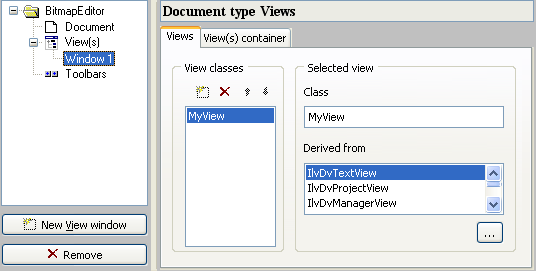 BitmapEditor
Document
View(s)
Window 1
Toolbars
New View window
Remove
Document type Views
Views
View(s) container
View classes
MyView
Selected view
Class
MyView
Derived from
IlvDvTextView
IlvDvProjectView
IlvDvManagerView
...